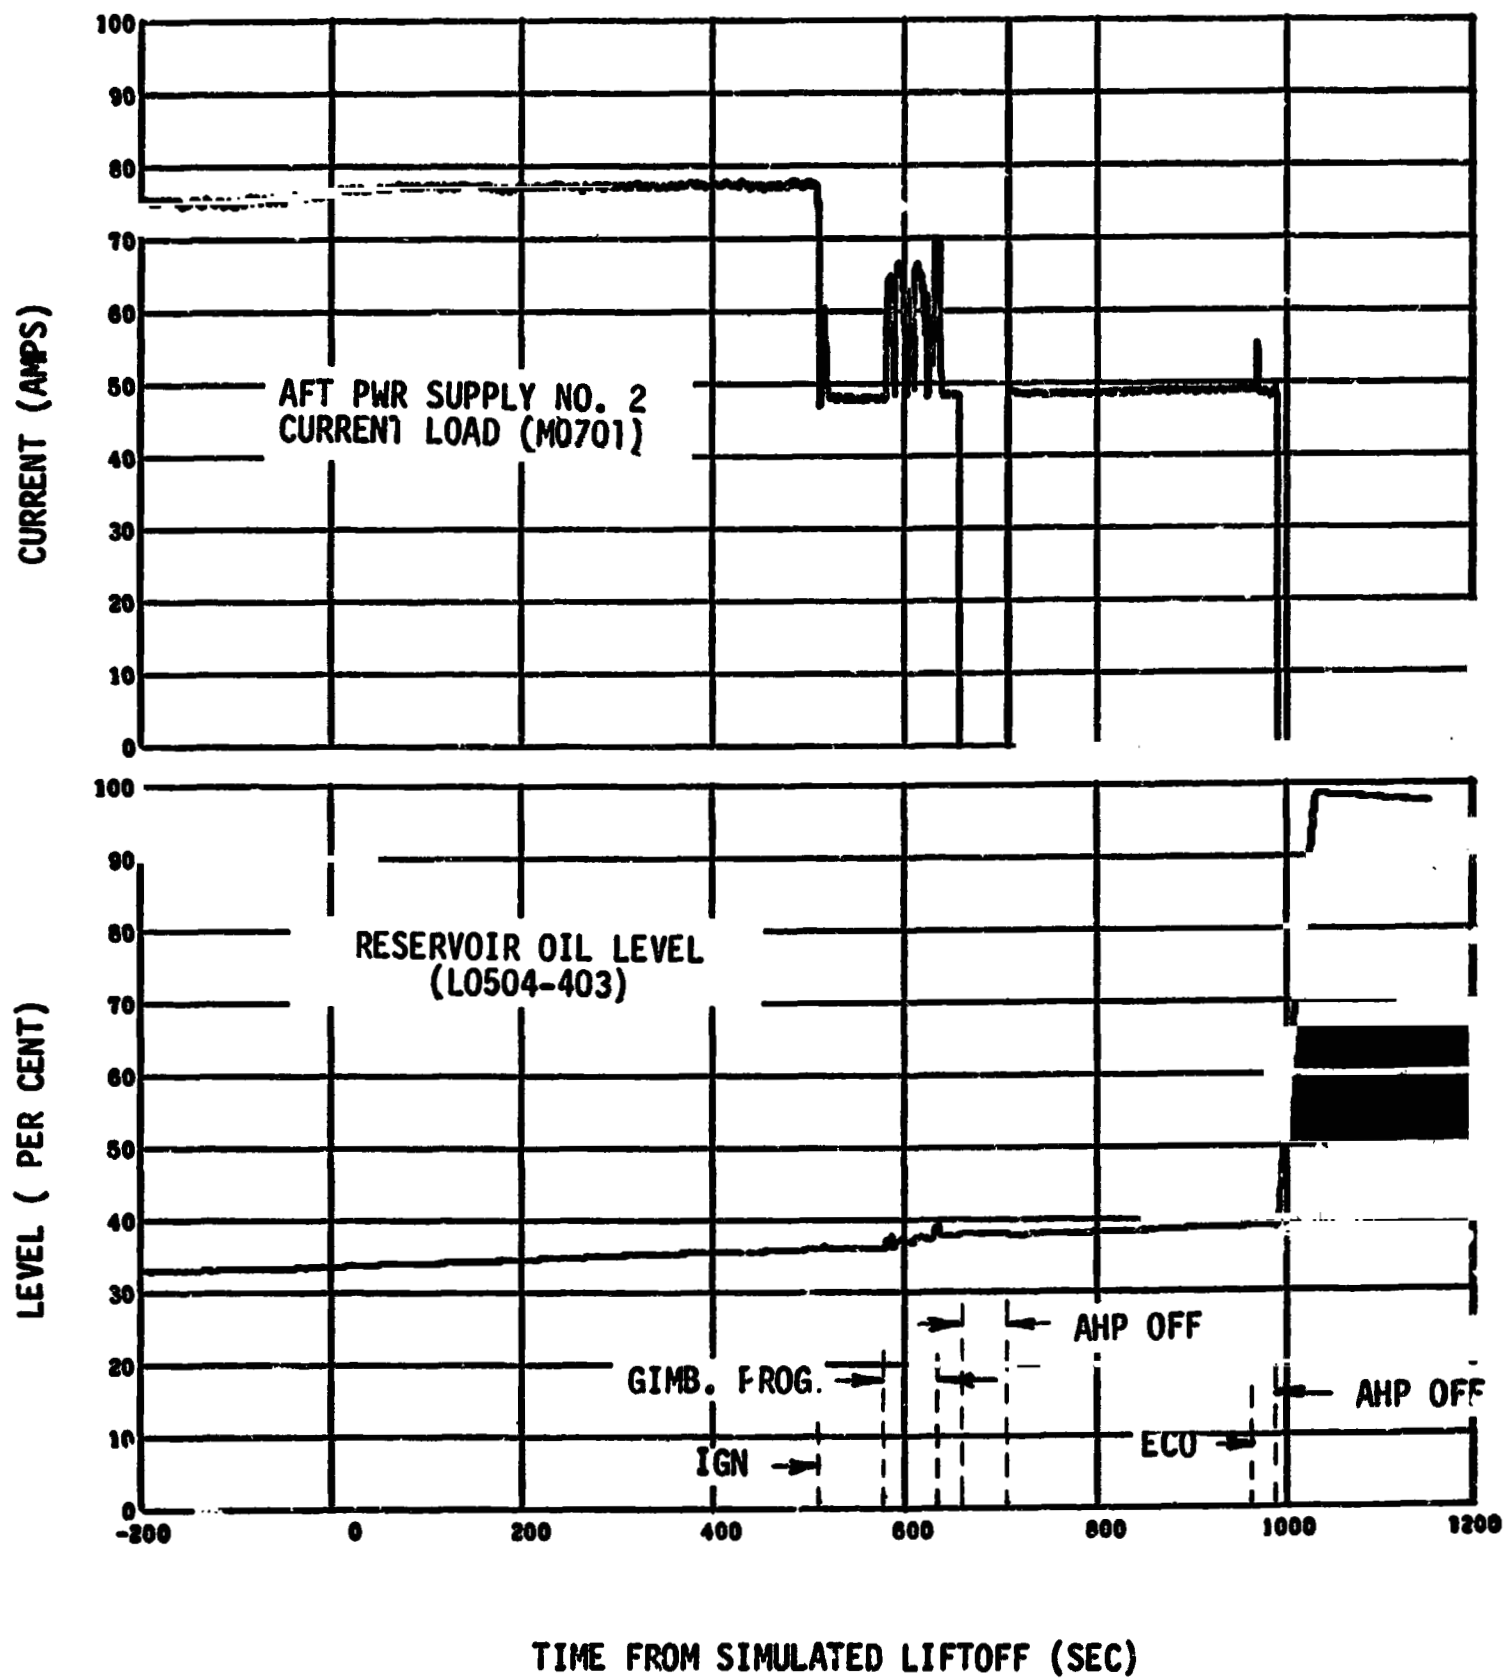 100
90
80
70
60
50
40
30
20
10
0
CURRENT (AMPS)
AFT PWR SUPPLY NO. 2
CURRENT LOAD (M0701)
100
90
80
70
60
50
40
30
20
10
0
LEVEL ( PER CENT)
RESERVOIR OIL LEVEL
(L0504-403)
AHP OFF
GIMB. PROG.
AHP OFF
ECO
IGN
-200 0 200 400 600 800 1000 1200
TIME FROM SIMULATED LIFTOFF (SEC)